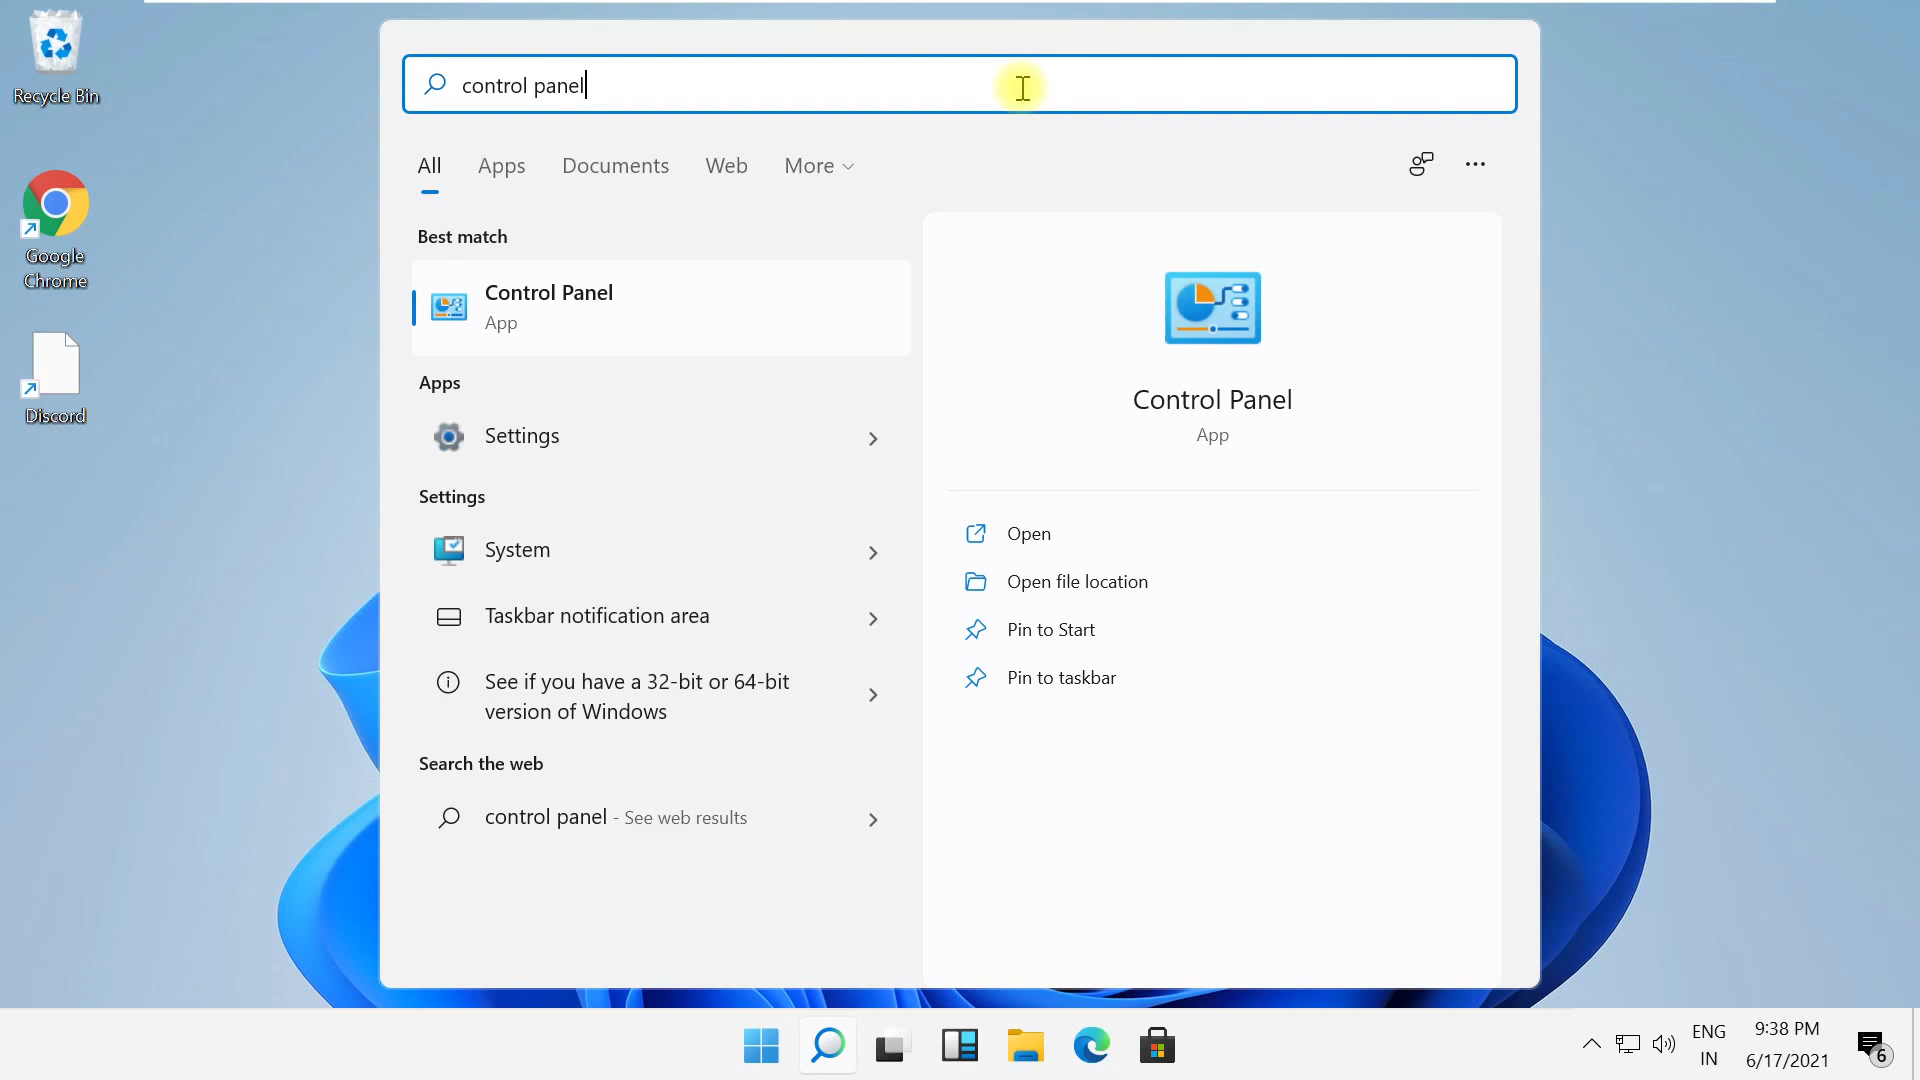 Recycle Bin
Google
Chrome
Discord
control panel
All Apps Documents Web More
Best match
Control Panel
App
Apps
Settings
Settings
System
Taskbar notification area
See if you have a 32-bit or 64-bit
version of Windows
Search the web
control panel - See web results
Control Panel
App
Open
Open file location
Pin to Start
Pin to taskbar
ENG
IN
9:38 PM
6/17/2021
6